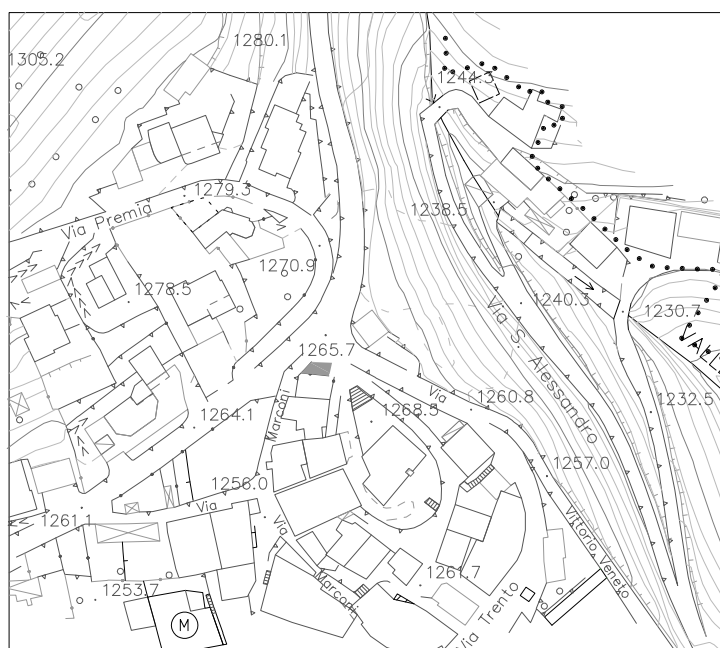 1280.1
1305.2
1244.3
1279.3
Via Premia
1238.5
1270.9
1278.5
1240.3
1230.7
Via S. Alessandro
VALL
1265.7
Via
1260.8
1232.5
1264.1
Marconi
1268.5
1257.0
1256.0
Via
1261.1
Via
Vittorio Veneto
1253.7
Marconi
1261.7
Via Trento
M